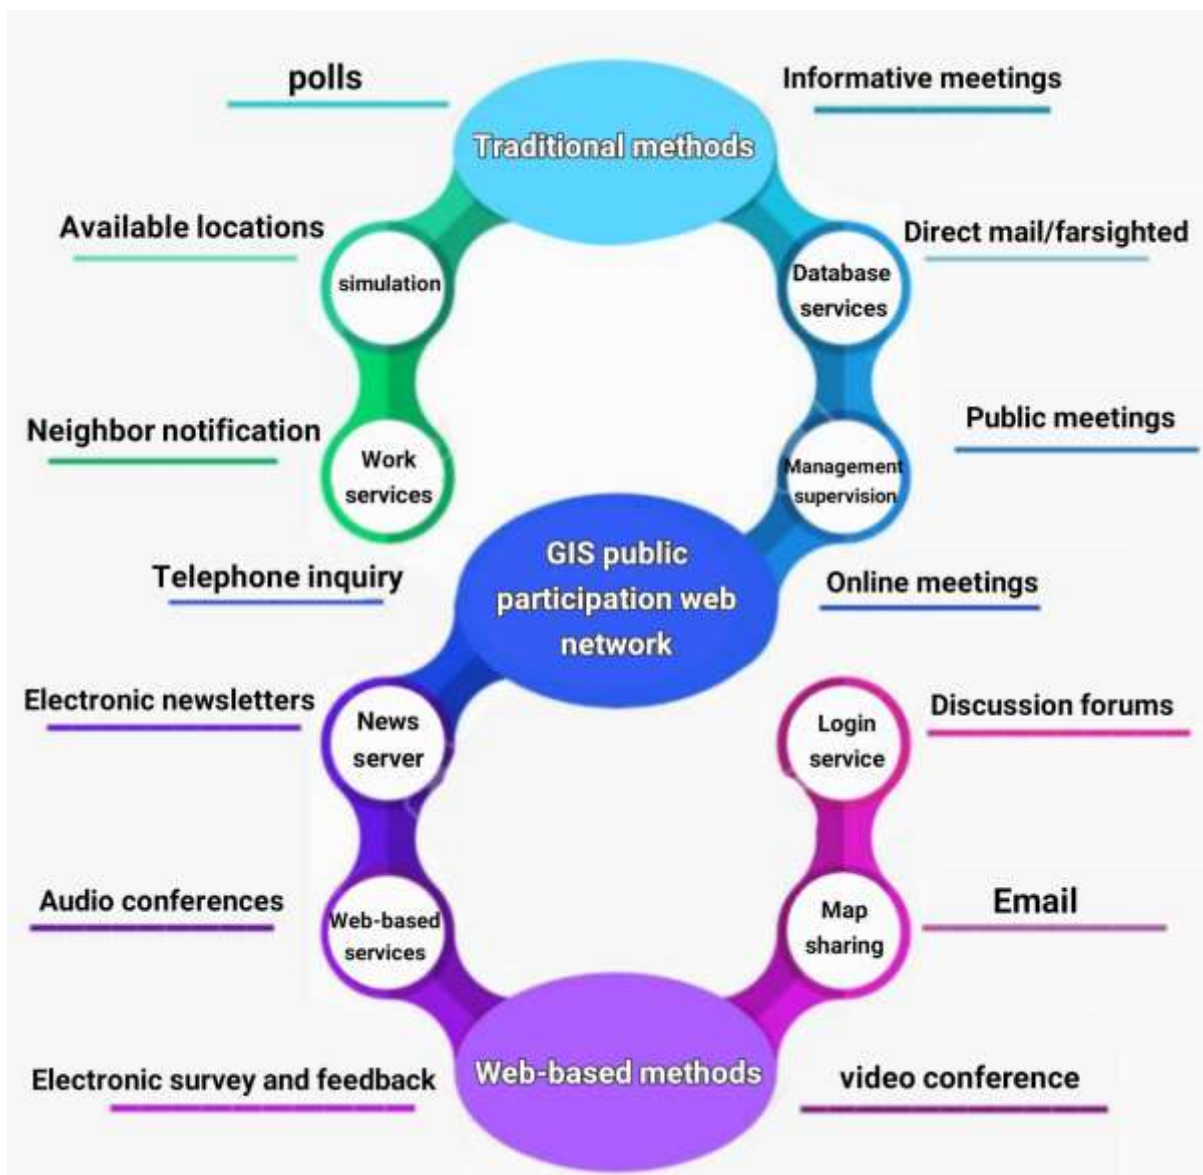 polls
Informative meetings
Traditional methods
Available locations
Direct mail/farsighted
simulation
Database
services
Neighbor notification
Public meetings
Work
services
Management
supervision
GIS public
participation web
network
Telephone inquiry
Online meetings
Electronic newsletters
Discussion forums
News
server
Login
service
Audio conferences
Email
Web-based
services
Map
sharing
Electronic survey and feedback
Web-based methods
video conference